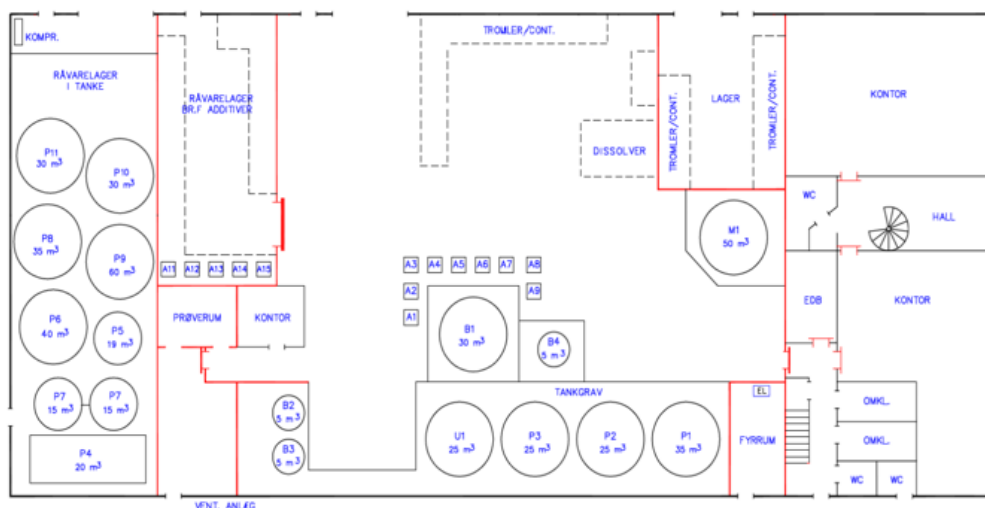 KOMPR.
RÅVARELAGER
I TANKE
P11
30 m³
P10
30 m³
P8
35 m³
P9
60 m³
P6
40 m³
P5
19 m³
P7
15 m³
P7
15 m³
P4
20 m³
RÅVARELAGER
BR.F ADDITIVER
A11
A12
A13
A14
A15
PRØVERUM
KONTOR
TROMLER/CONT.
DISSOLVER
TROMLER/CONT.
LAGER
TROMLER/CONT.
M1
50 m³
A3
A4
A5
A6
A7
A8
A2
A9
A1
B1
30 m³
B4
5 m³
B2
5 m³
B3
5 m³
TANKGRAV
U1
25 m³
P3
25 m³
P2
25 m³
P1
35 m³
EL
FYRRUM
KONTOR
WC
HALL
EDB
KONTOR
OMKL.
OMKL.
WC
WC
VENT. ANLÆG